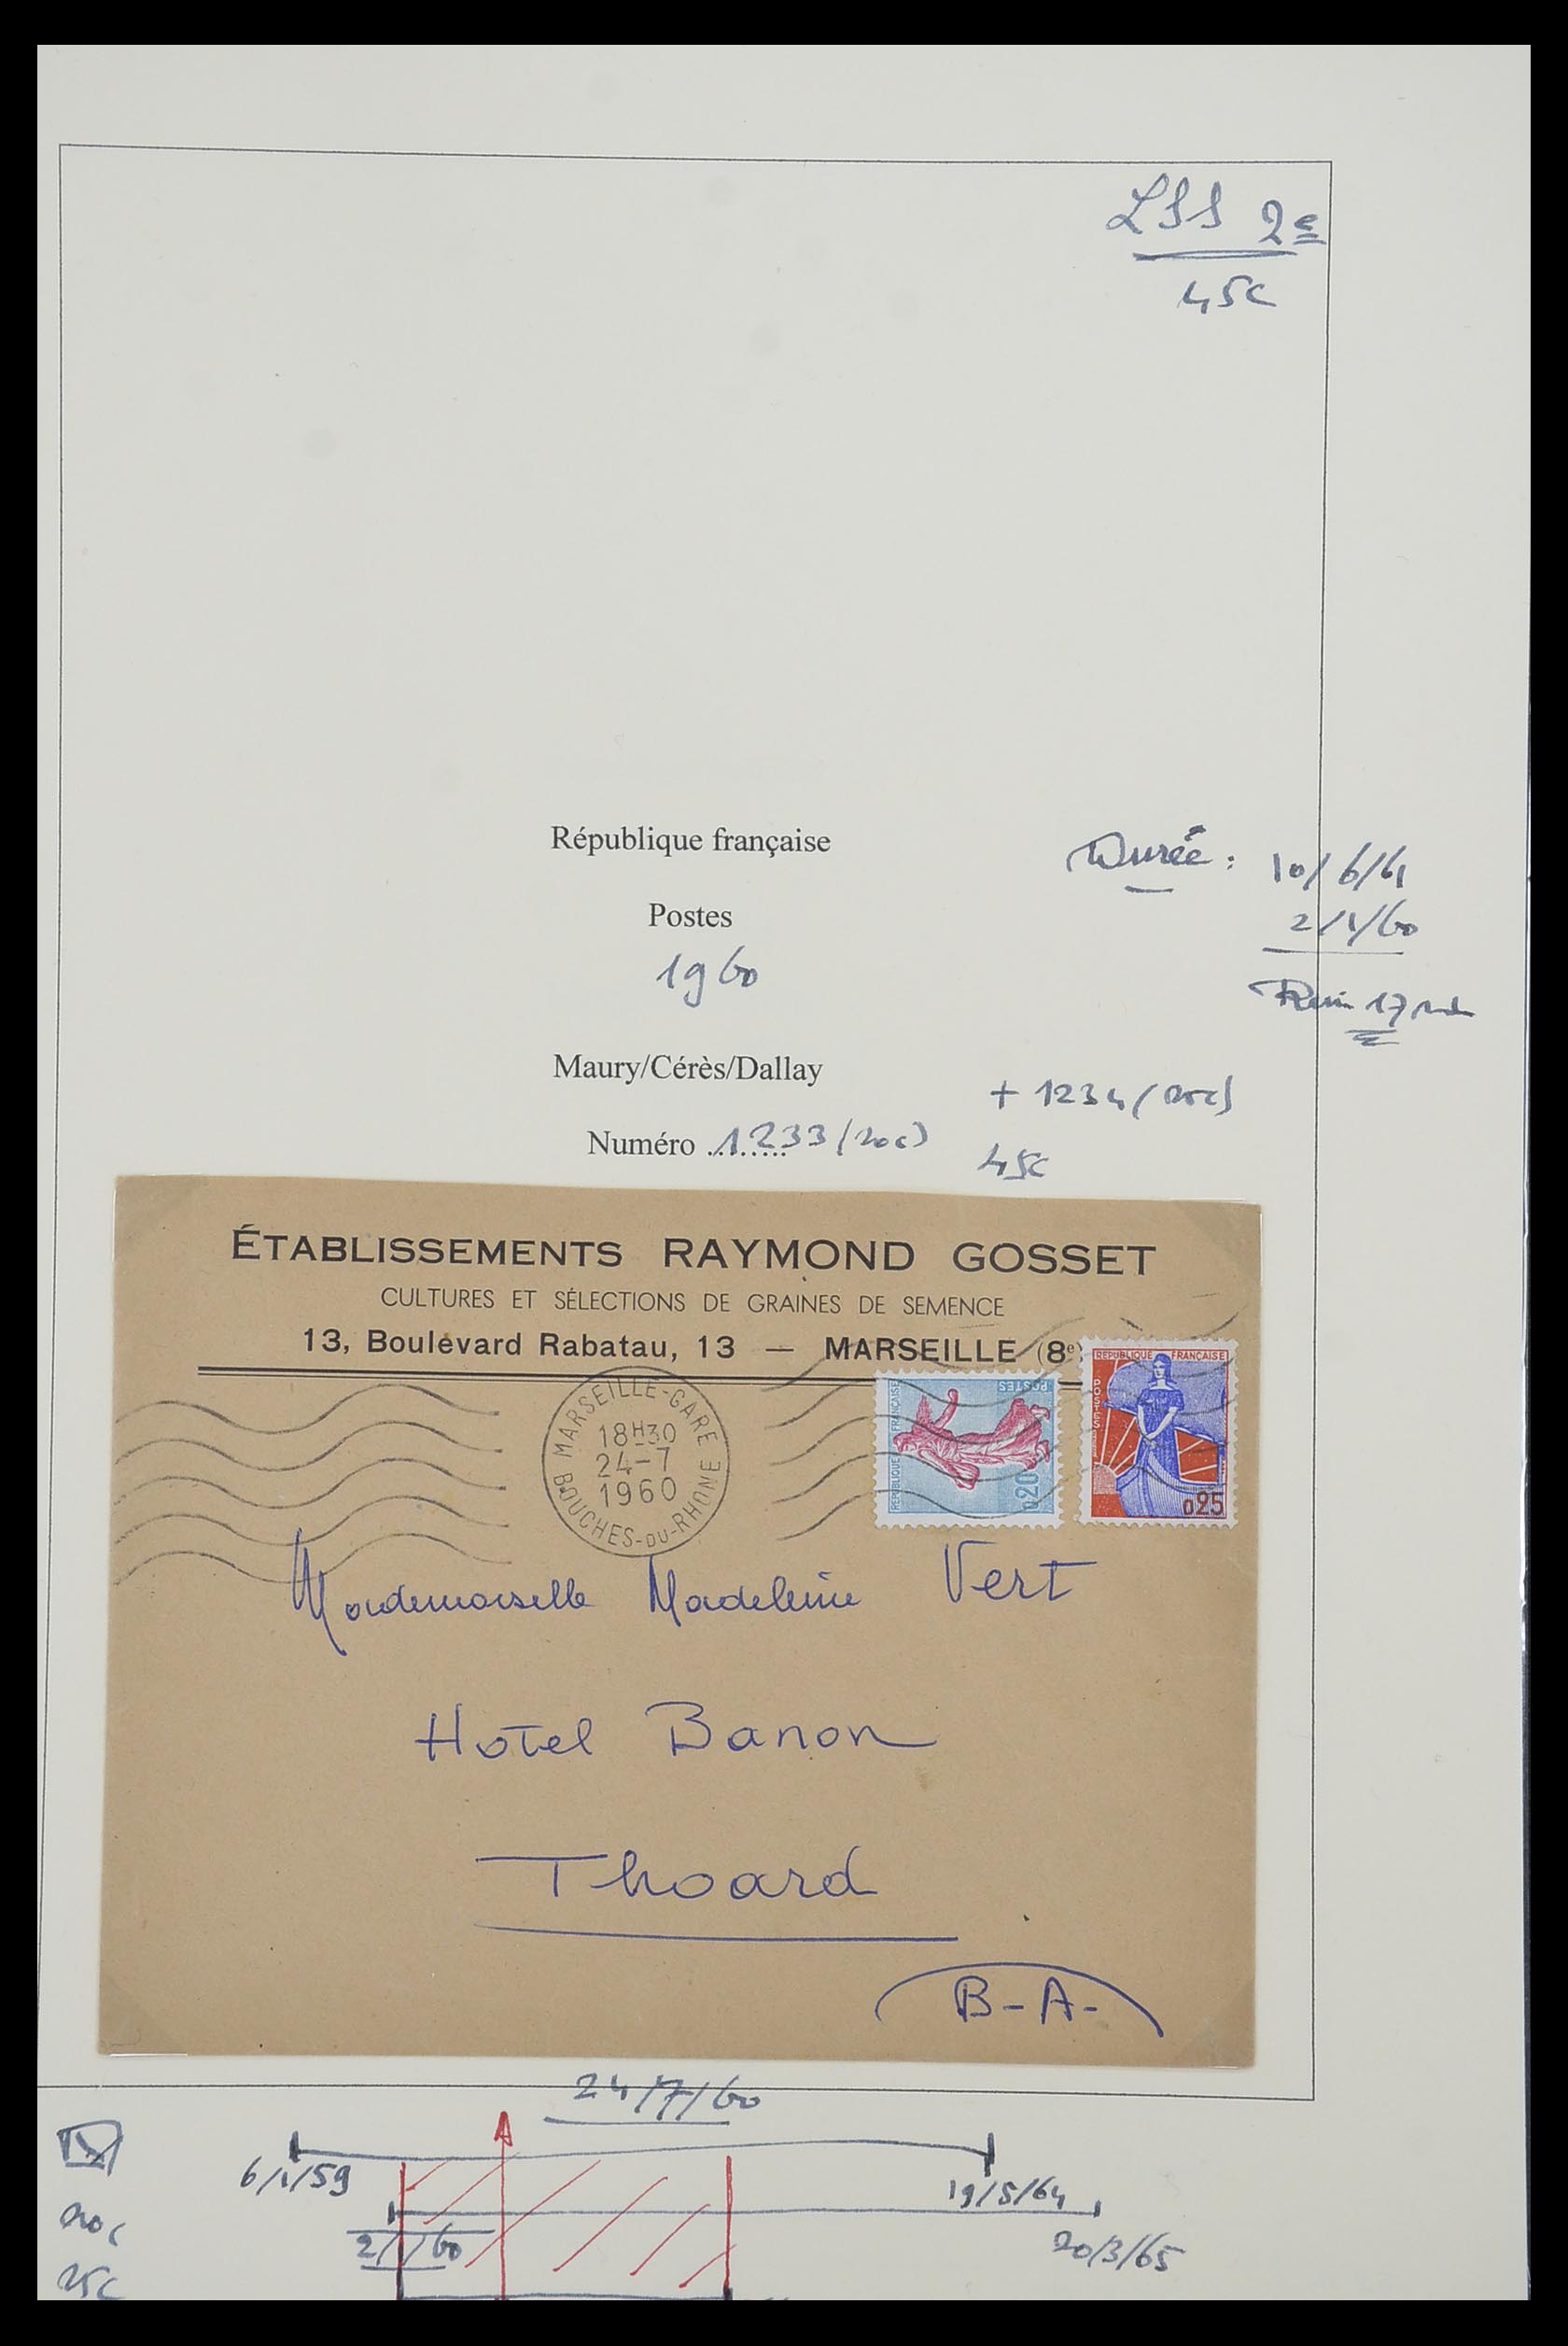 LSS 2e
45c
République française
Durée : 10/6/61
Postes
2/1/60
1960
17
Maury/Cérès/Dallay
+ 1234 (25c)
Numéro ......... 1233 (20c)
45c
ÉTABLISSEMENTS RAYMOND GOSSET
CULTURES ET SÉLECTIONS DE GRAINES DE SEMENCE
13, Boulevard Rabatau, 13 — MARSEILLE (8e)
MARSEILLE-GARE
18H30
24-7
1960
BOUCHES-DU-RHONE
REPUBLIQUE FRANÇAISE
POSTES
0,20
REPUBLIQUE FRANÇAISE
POSTES
0,25
Mademoiselle Madeleine Vert
Hotel Banon
Thoard
B-A-
24/7/60
6/1/59
19/5/64
20c
2/1/60
20/3/65
25c